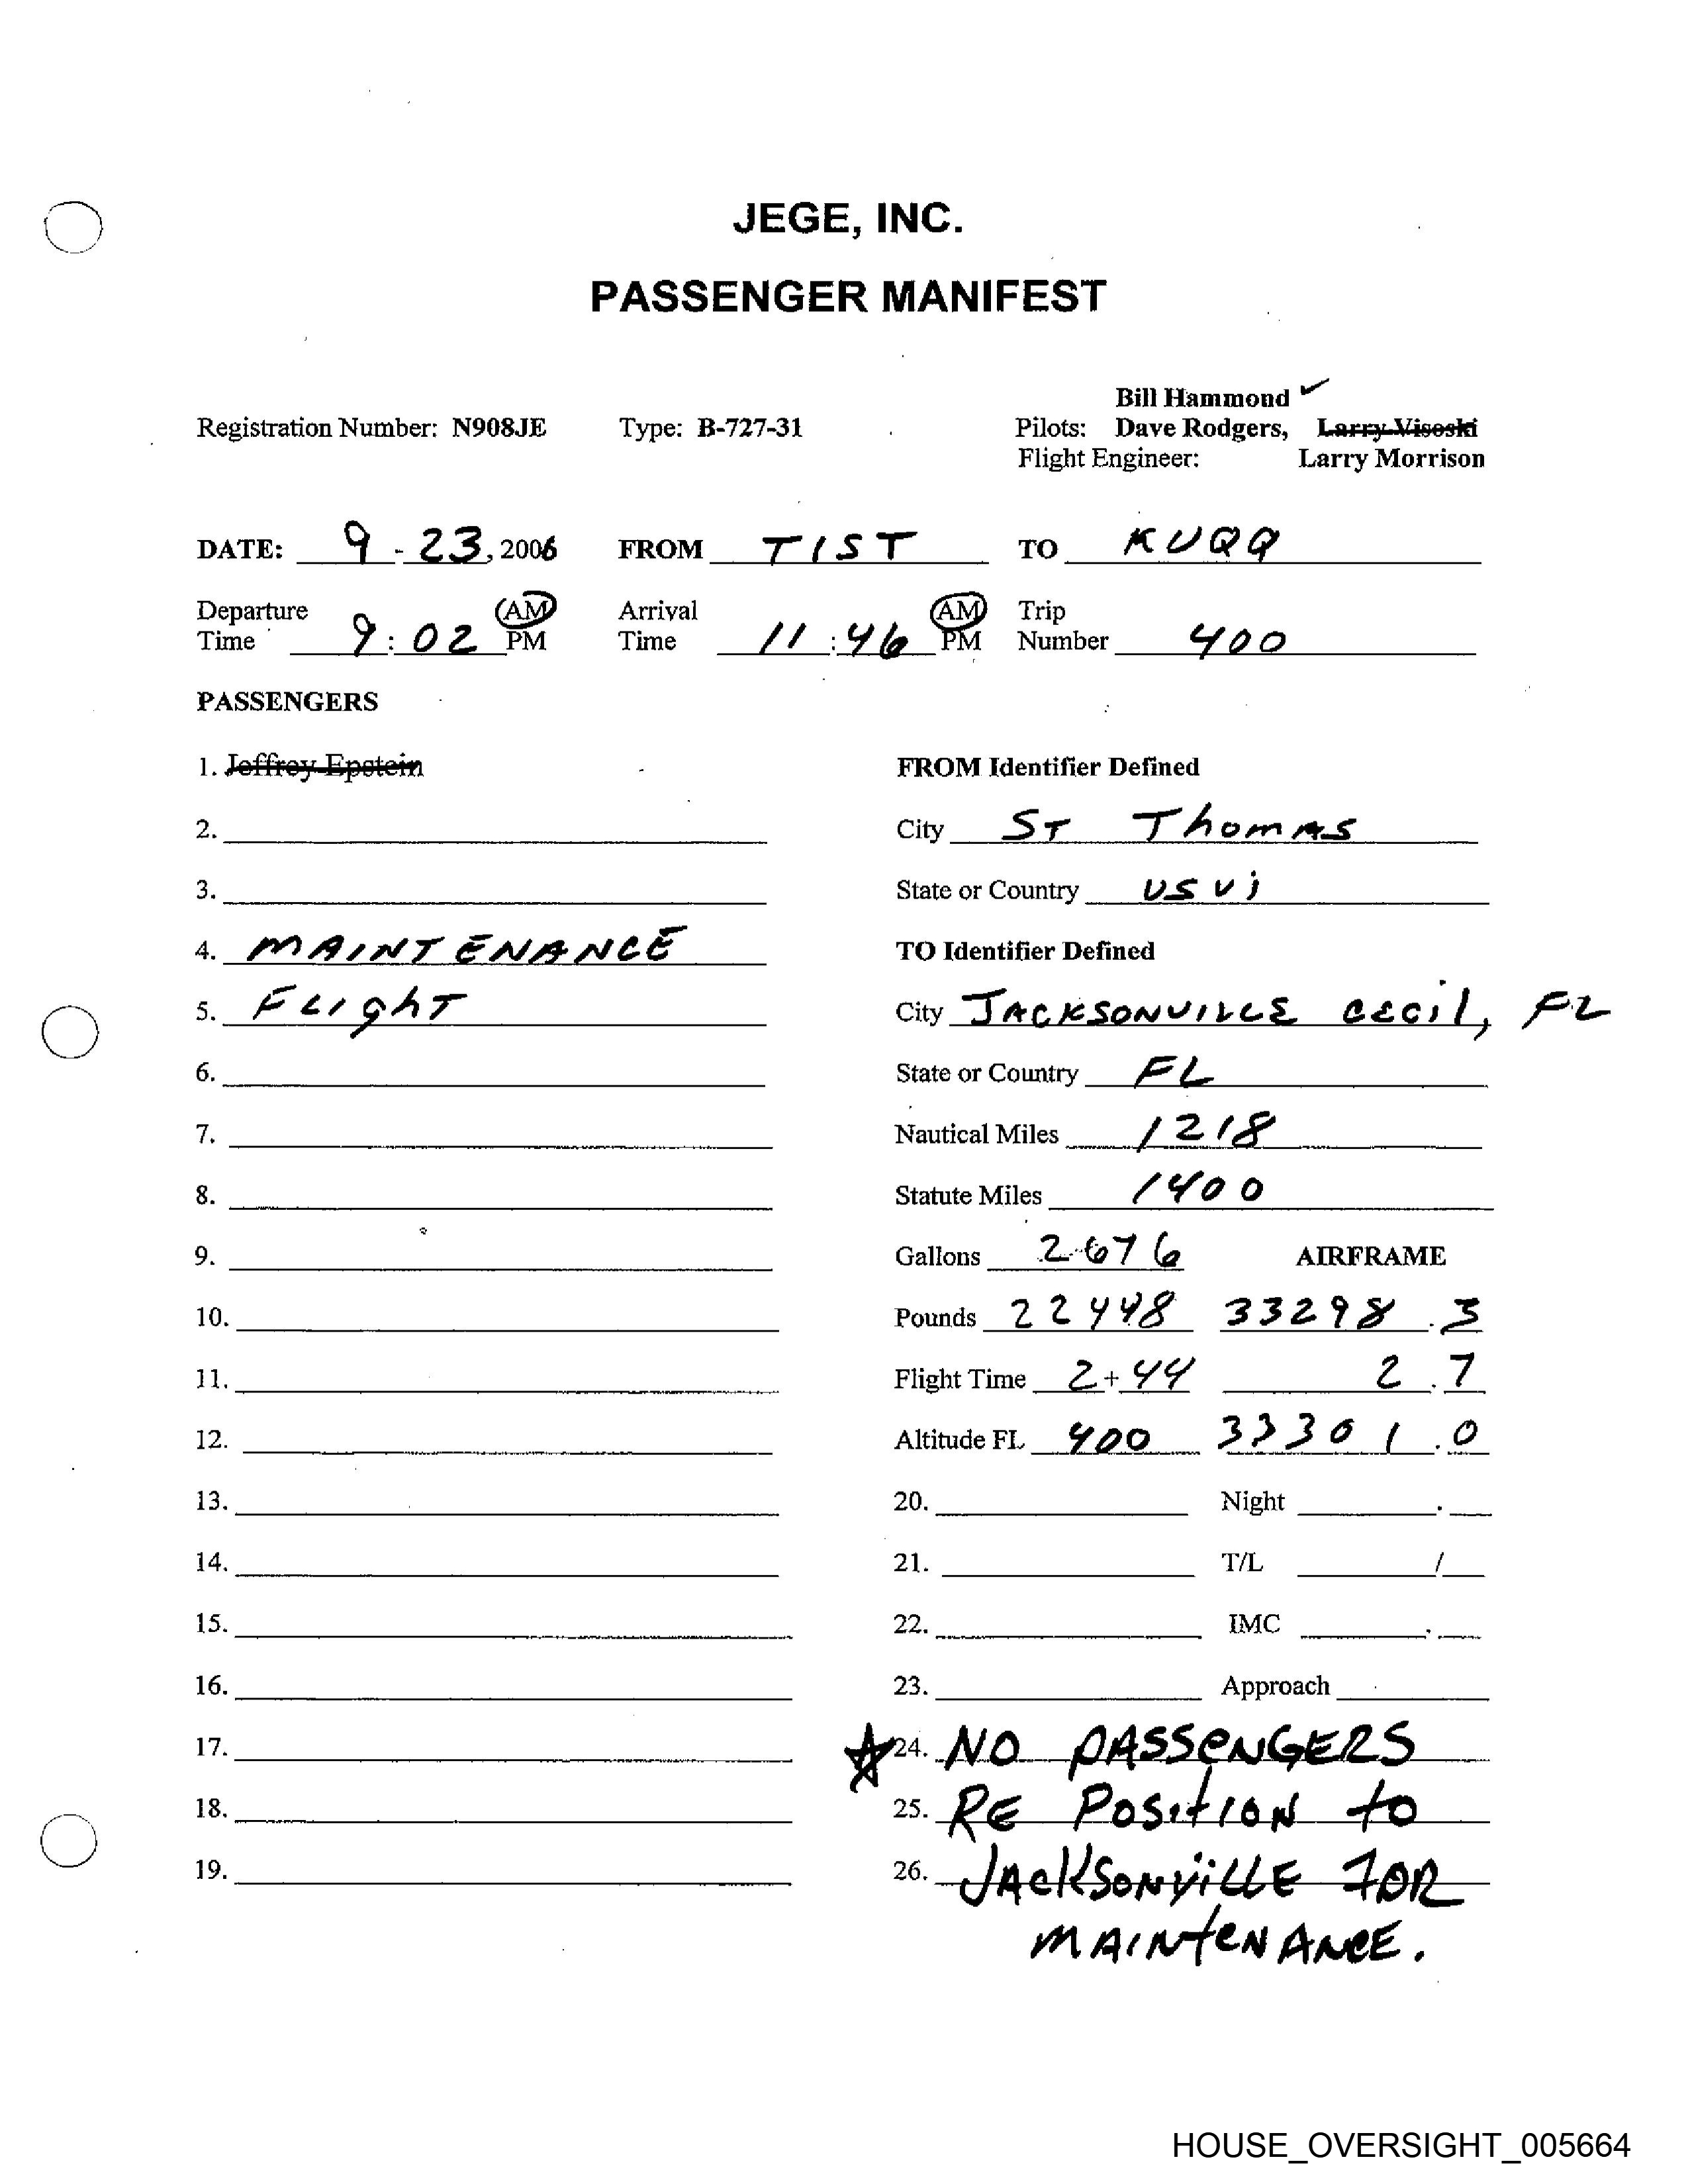 JEGE, INC.
PASSENGER MANIFEST
Bill Hammond ✓
Registration Number: N908JE Type: B-727-31 Pilots: Dave Rodgers, Larry Visoski
Flight Engineer: Larry Morrison
DATE: 9 - 23, 2006 FROM TIST TO KUQQ
Departure AM Arrival AM Trip
Time 9:02 PM Time 11:46 PM Number 400
PASSENGERS
1. Jeffrey Epstein FROM Identifier Defined
2. City ST Thomas
3. State or Country USVi
4. MAINTENANCE TO Identifier Defined
5. FLighT City JACKSONVILLE CECil, FL
6. State or Country FL
7. Nautical Miles 1218
8. Statute Miles 1400
9. Gallons 2676 AIRFRAME
10. Pounds 22448 33298.3
11. Flight Time 2+44 2.7
12. Altitude FL 400 33301.0
13. 20. Night .
14. 21. T/L /
15. 22. IMC .
16. 23. Approach
17. ☆ 24. NO PASSeNGERS
18. 25. RE POSitION to
19. 26. JAckSONViLLE FOR
MAINteNANCE.
HOUSE_OVERSIGHT_005664